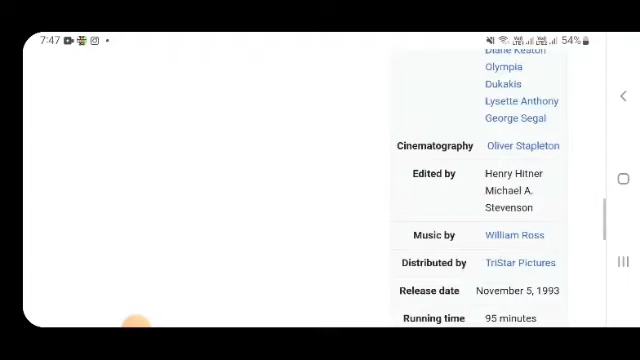 7:47
54%
Diane Keaton
Olympia
Dukakis
Lysette Anthony
George Segal
Cinematography Oliver Stapleton
Edited by Henry Hitner
Michael A.
Stevenson
Music by William Ross
Distributed by TriStar Pictures
Release date November 5, 1993
Running time 95 minutes